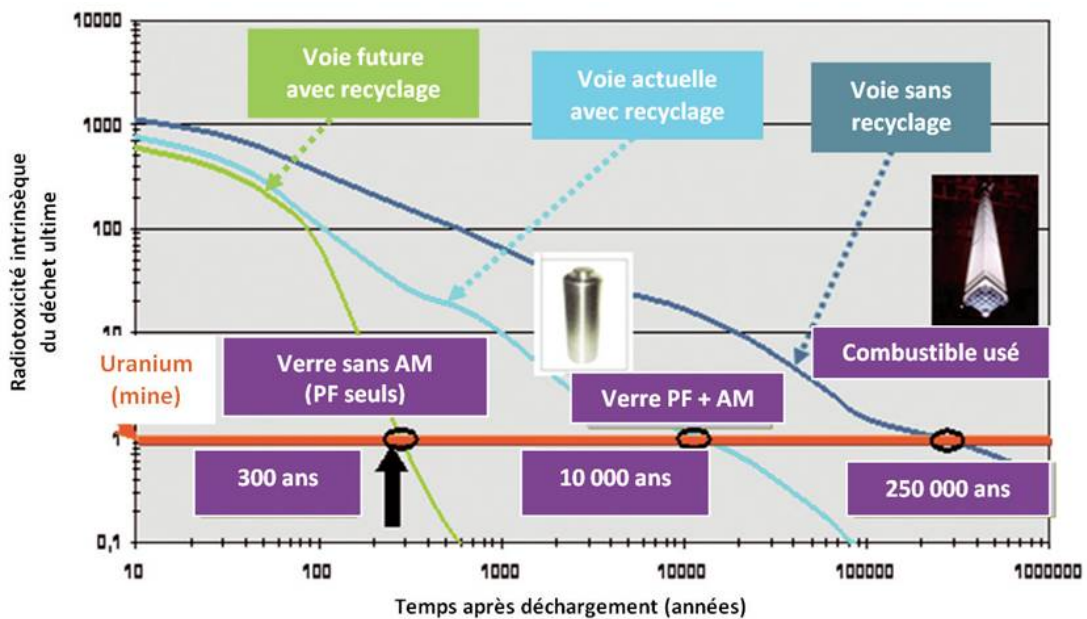 10000
1000
100
10
1
0,1
Radiotoxicité intrinsèque
du déchet ultime
Voie future
avec recyclage
Voie actuelle
avec recyclage
Voie sans
recyclage
Uranium
(mine)
Verre sans AM
(PF seuls)
Verre PF + AM
Combustible usé
300 ans
10 000 ans
250 000 ans
10
100
1000
10000
100000
1000000
Temps après déchargement (années)